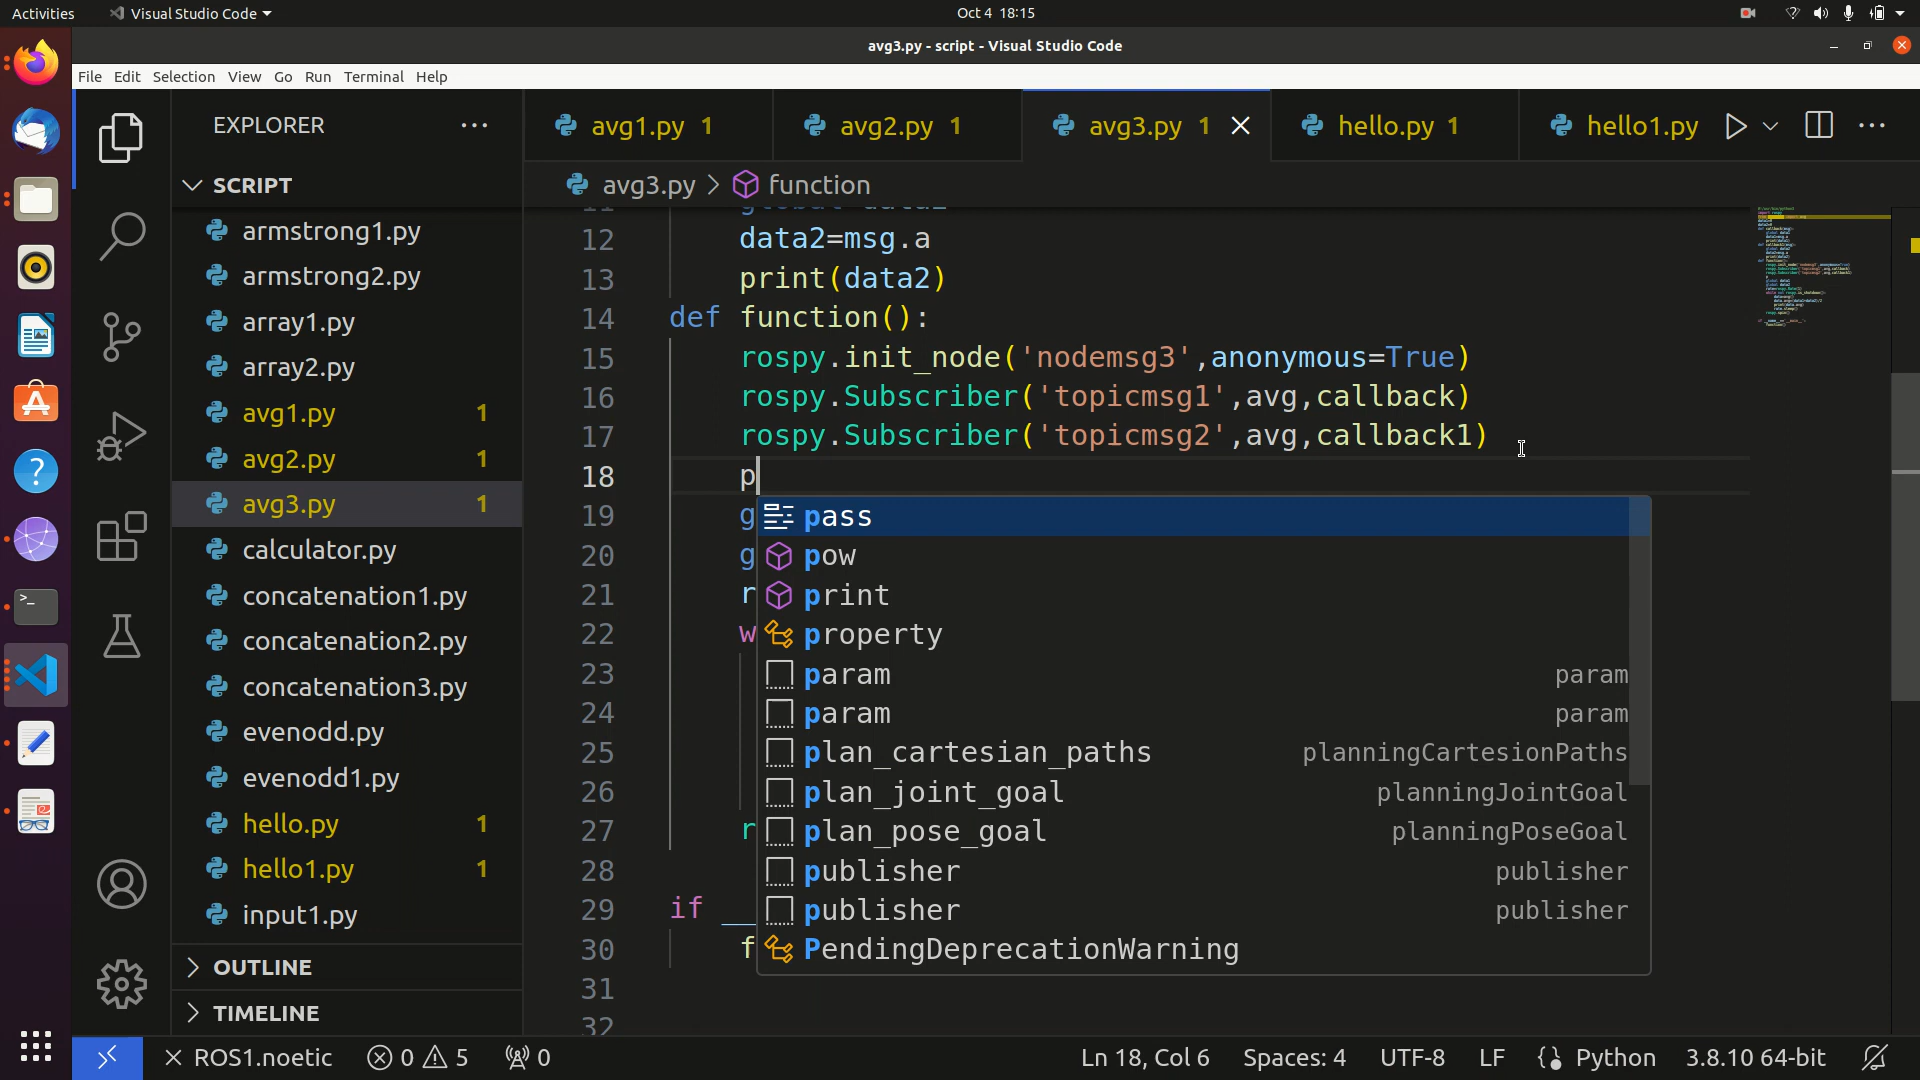 Activities
Visual Studio Code
Oct 4 18:15
avg3.py - script - Visual Studio Code
File Edit Selection View Go Run Terminal Help
EXPLORER
avg1.py 1
avg2.py 1
avg3.py 1
hello.py 1
hello1.py
SCRIPT
avg3.py
function
armstrong1.py
armstrong2.py
array1.py
array2.py
avg1.py 1
avg2.py 1
avg3.py 1
calculator.py
concatenation1.py
concatenation2.py
concatenation3.py
evenodd.py
evenodd1.py
hello.py 1
hello1.py 1
input1.py
OUTLINE
TIMELINE
12 data2=msg.a
13 print(data2)
14 def function():
15 rospy.init_node('nodemsg3',anonymous=True)
16 rospy.Subscriber('topicmsg1',avg,callback)
17 rospy.Subscriber('topicmsg2',avg,callback1)
18 p
19 g
20 g
21 r
22 w
23
24
25
26
27 r
28
29 if __
30 f
31
32
pass
pow
print
property
param param
param param
plan_cartesian_paths planningCartesionPaths
plan_joint_goal planningJointGoal
plan_pose_goal planningPoseGoal
publisher publisher
publisher publisher
PendingDeprecationWarning
ROS1.noetic
0
5
0
Ln 18, Col 6
Spaces: 4
UTF-8
LF
Python
3.8.10 64-bit